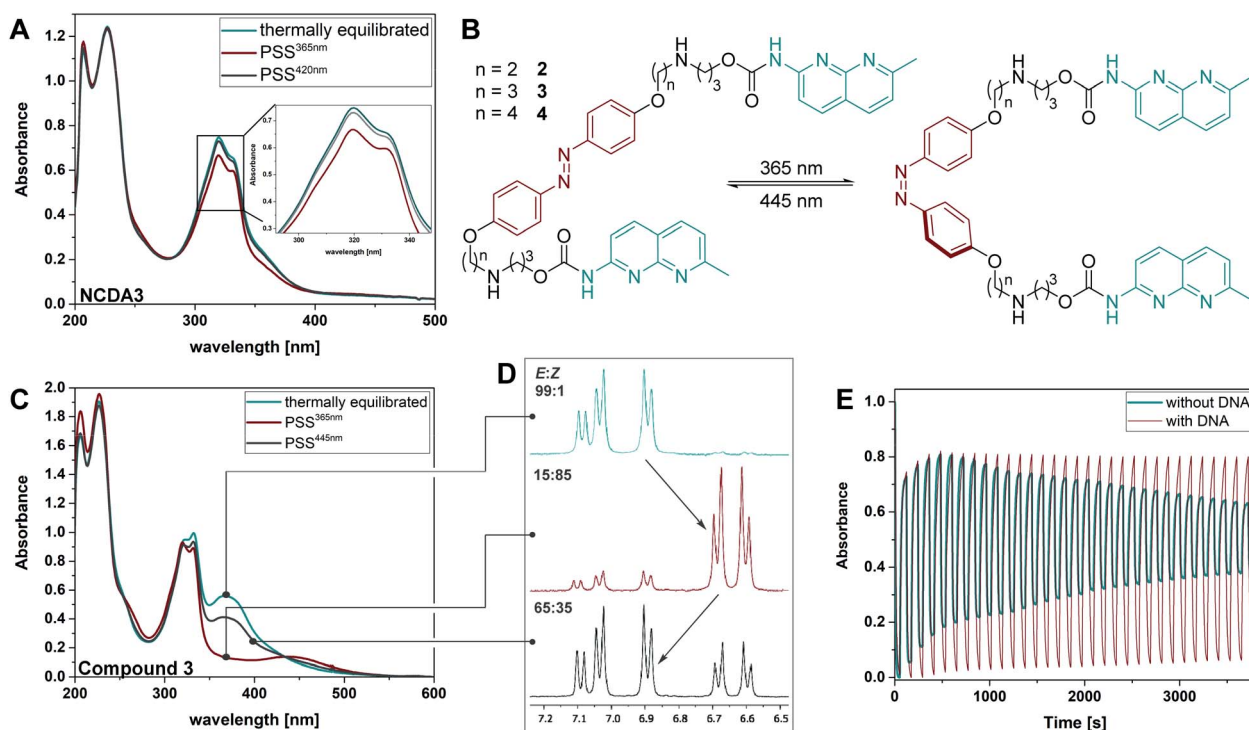 A
thermally equilibrated
PSS365nm
PSS420nm
1.2
1.0
0.8
0.6
0.4
0.2
0.0
Absorbance
0.7
0.6
0.5
0.4
0.3
Absorbance
300
320
340
wavelength [nm]
NCDA3
200
300
400
500
wavelength [nm]
B
n = 2 2
n = 3 3
n = 4 4
H
N
( )n
( )3
O
O
H
N
N
N
O
N
N
O
( )n
N
H
( )3
O
O
N
H
N
N
365 nm
445 nm
H
N
( )n
( )3
O
O
H
N
N
N
O
N
N
O
( )n
N
H
( )3
O
O
N
H
N
N
C
thermally equilibrated
PSS365nm
PSS445nm
2.0
1.8
1.6
1.4
1.2
1.0
0.8
0.6
0.4
0.2
0.0
Absorbance
Compound 3
200
300
400
500
600
wavelength [nm]
D
E:Z
99:1
15:85
65:35
7.2
7.1
7.0
6.9
6.8
6.7
6.6
6.5
E
without DNA
with DNA
1.0
0.8
0.6
0.4
0.2
0.0
Absorbance
0
1000
2000
3000
Time [s]